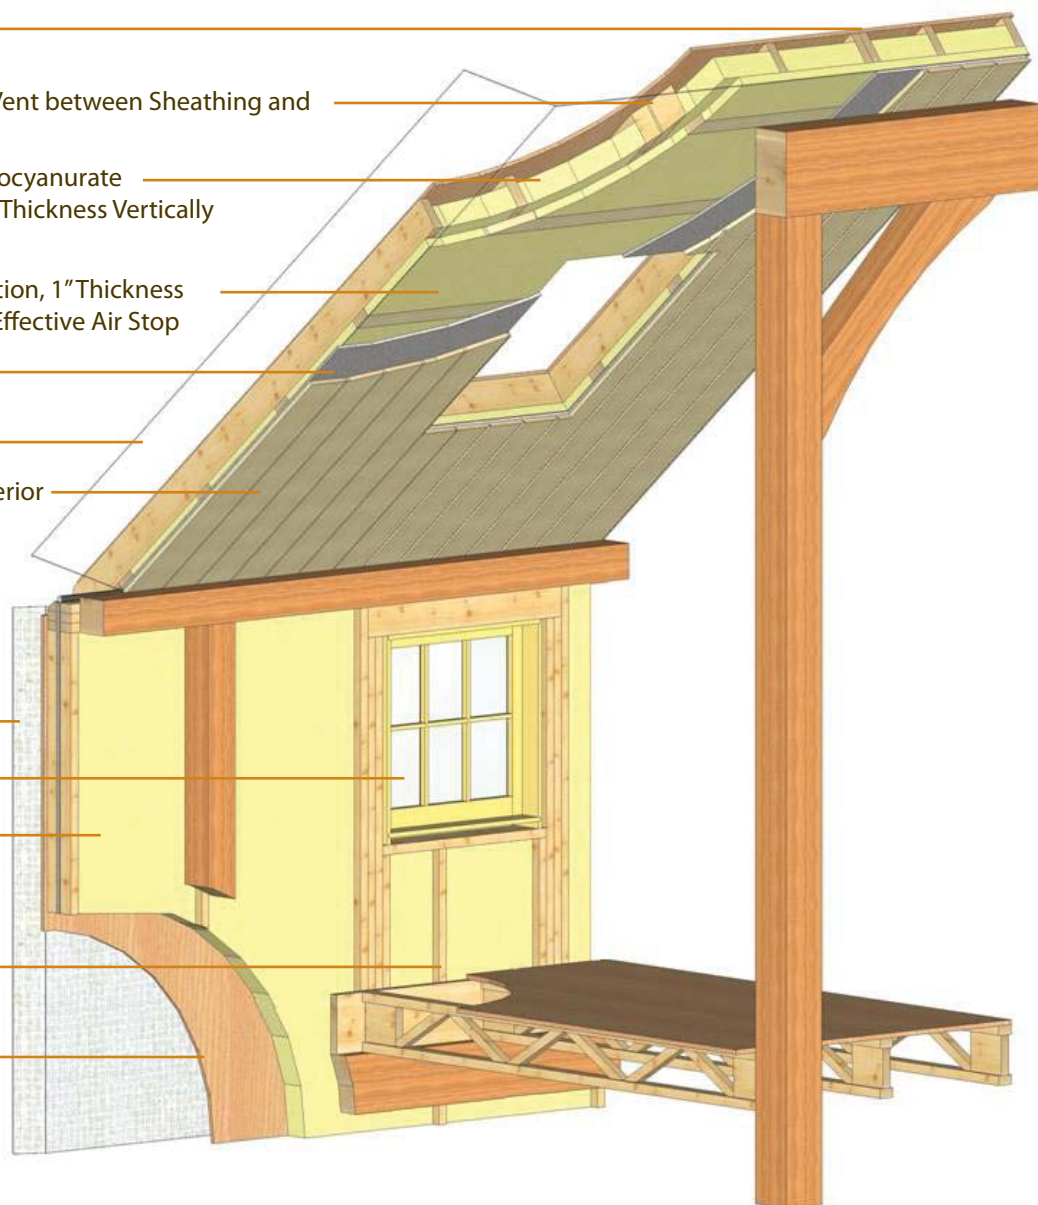 Vent between Sheathing and
ocyanurate
Thickness Vertically
tion, 1" Thickness
Effective Air Stop
erior